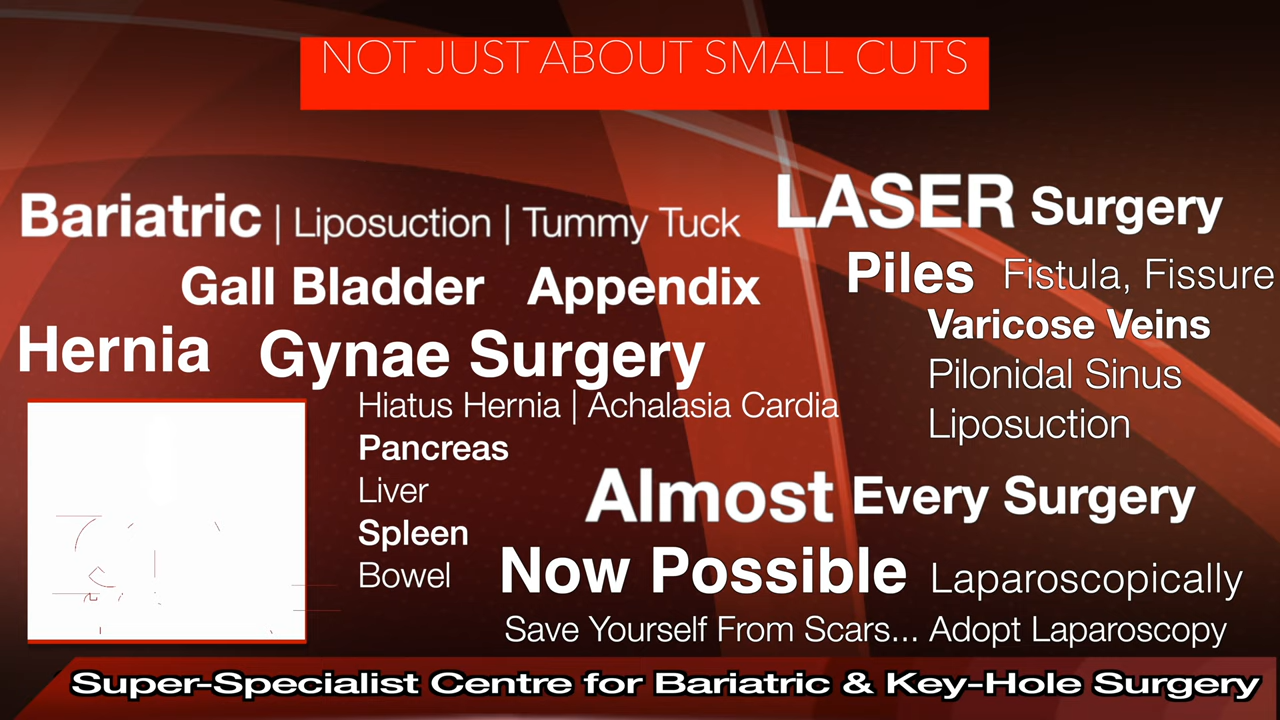 NOT JUST ABOUT SMALL CUTS
Bariatric | Liposuction | Tummy Tuck
Gall Bladder Appendix
Hernia Gynae Surgery
Hiatus Hernia | Achalasia Cardia
Pancreas
Liver
Spleen
Bowel
LASER Surgery
Piles Fistula, Fissure
Varicose Veins
Pilonidal Sinus
Liposuction
Almost Every Surgery
Now Possible Laparoscopically
Save Yourself From Scars... Adopt Laparoscopy
Super-Specialist Centre for Bariatric & Key-Hole Surgery